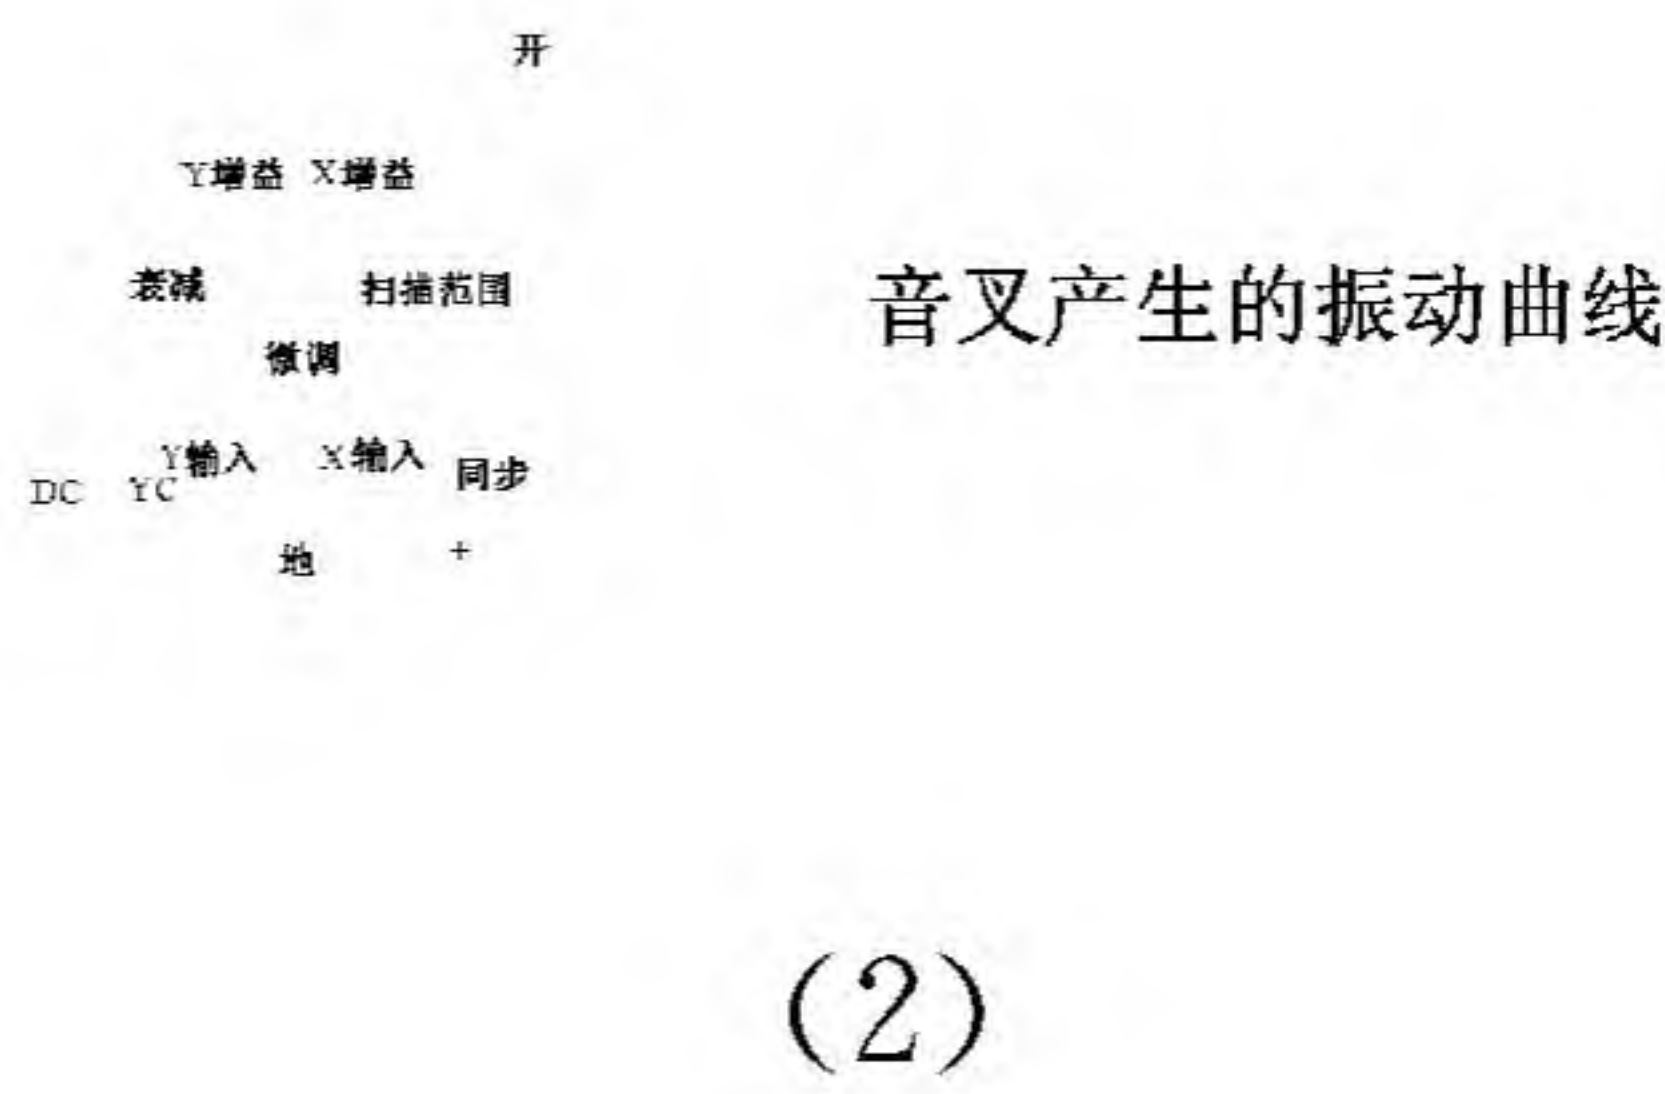 开
Y增益 X增益
衰减 扫描范围
音叉产生的振动曲线
微调
Y输入 X输入 同步
DC YC
地 +
(2)